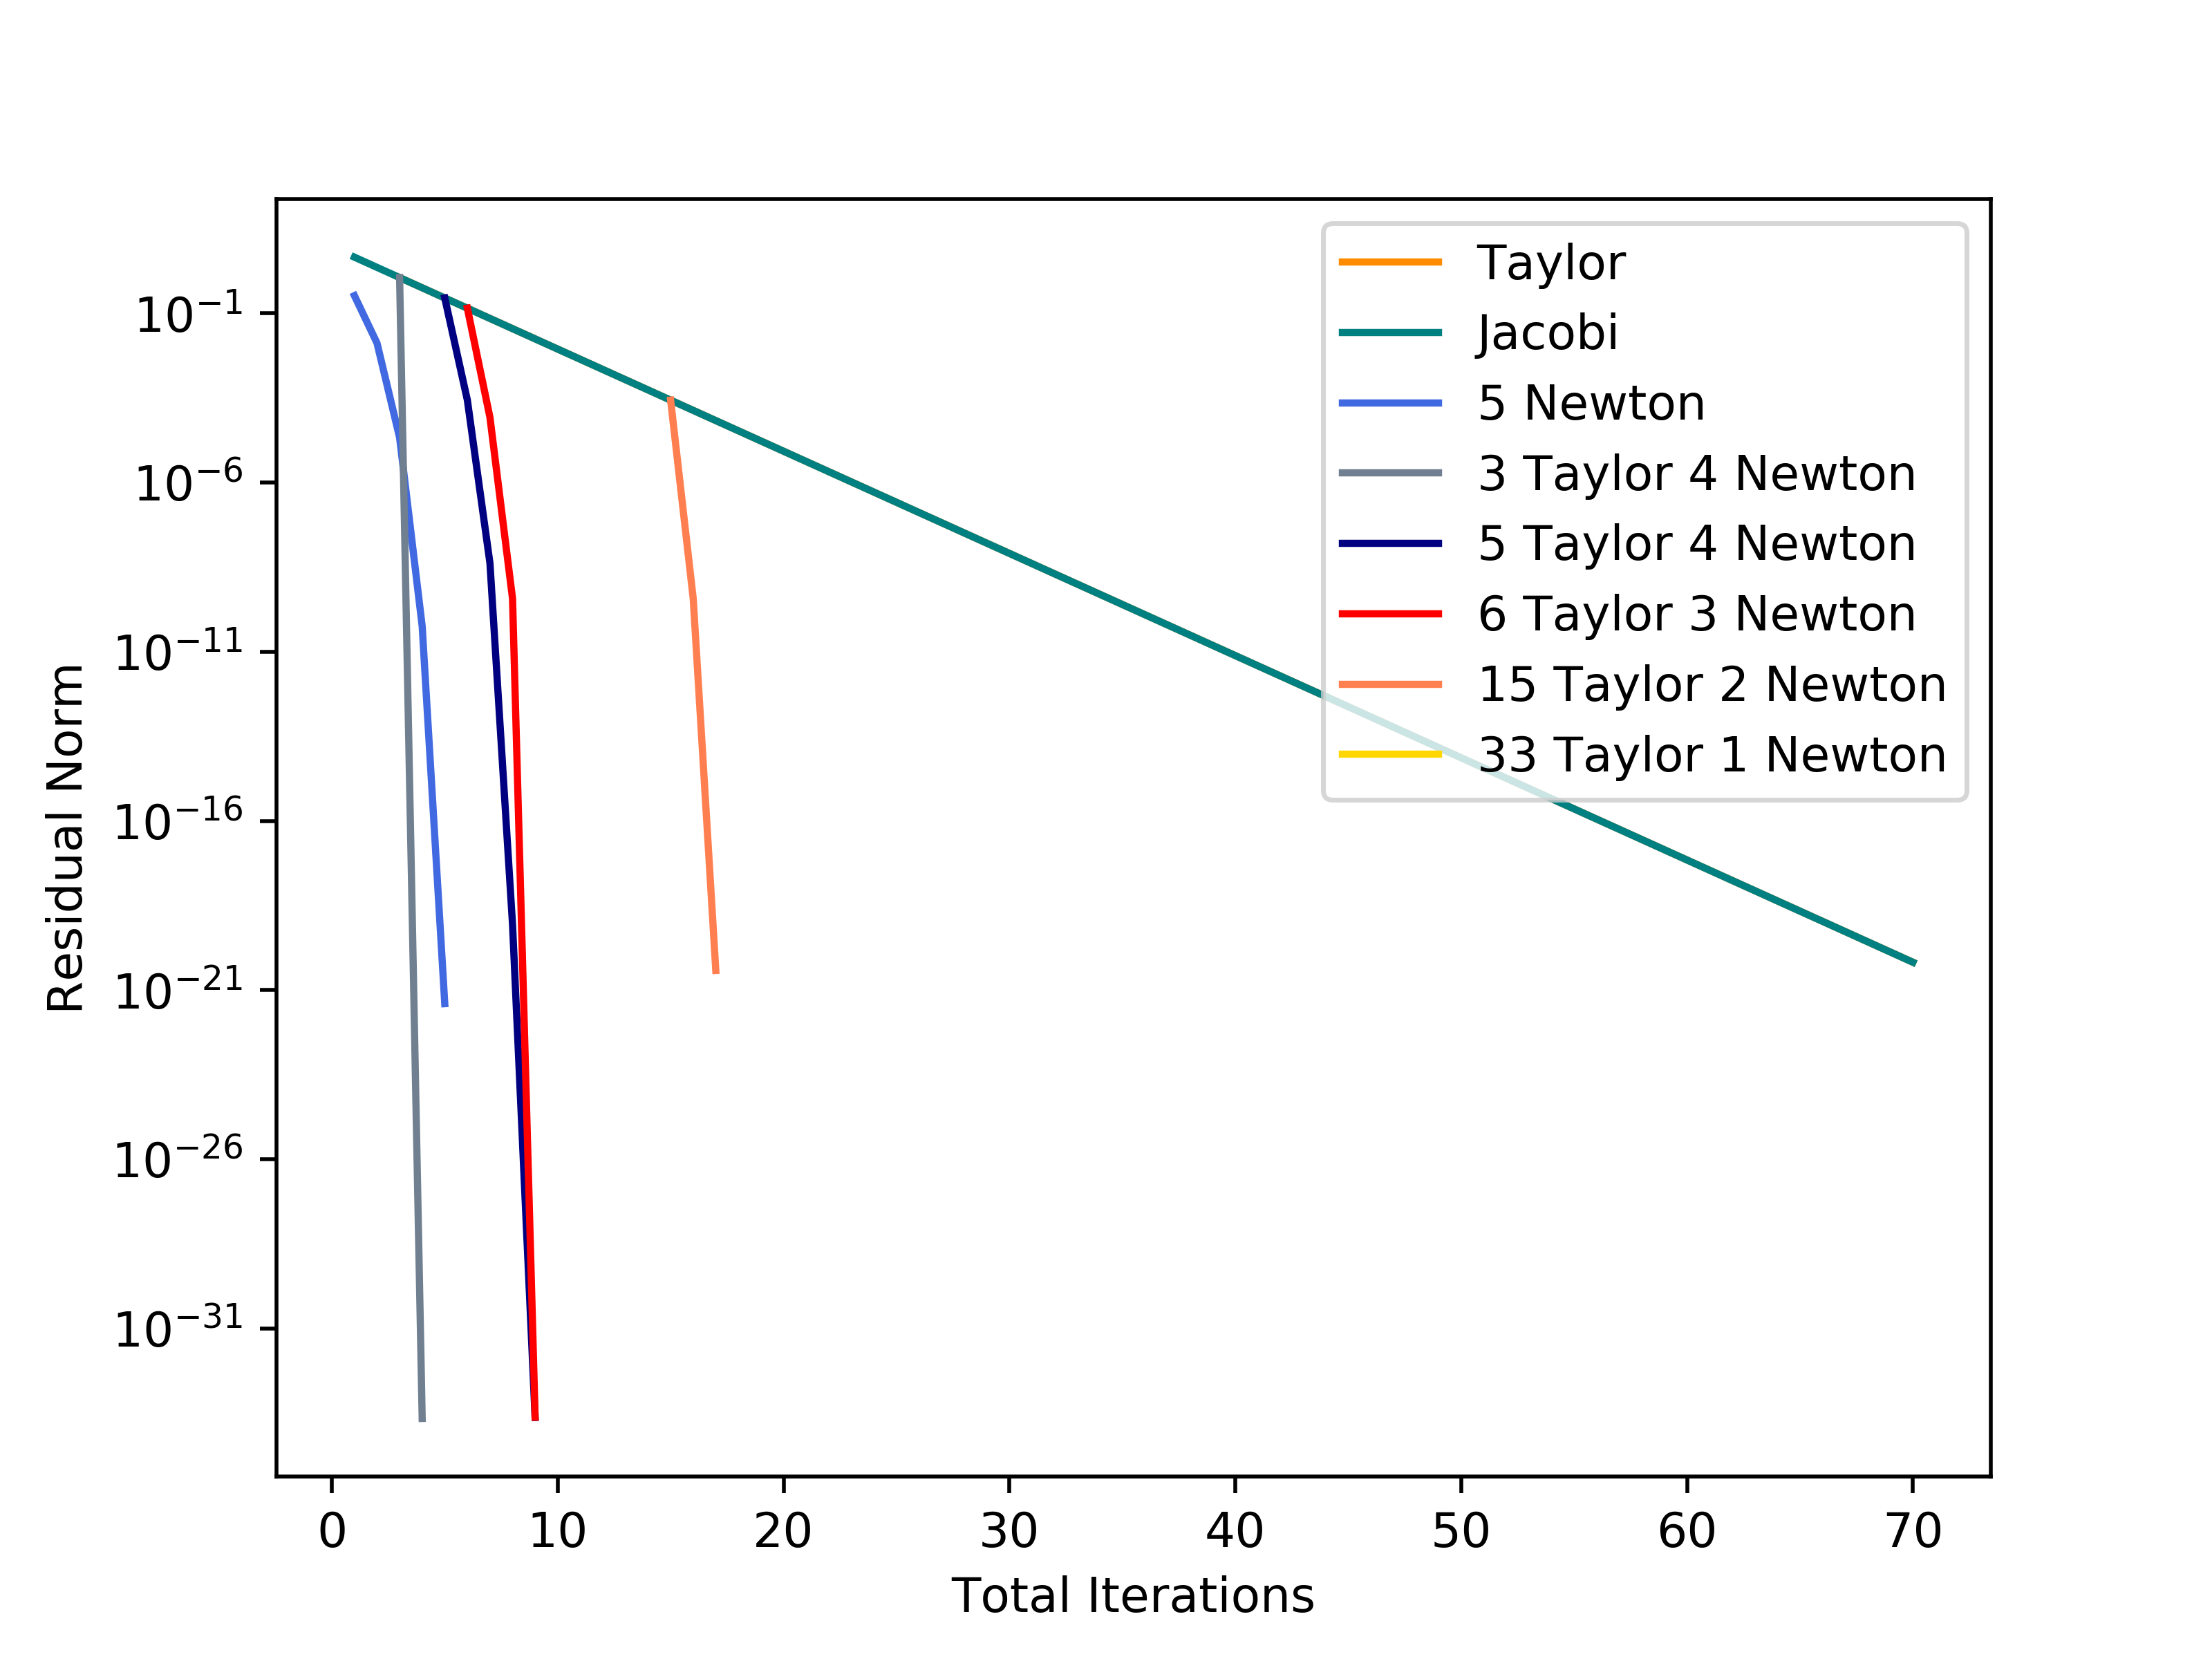 Taylor
Jacobi
5 Newton
3 Taylor 4 Newton
5 Taylor 4 Newton
6 Taylor 3 Newton
15 Taylor 2 Newton
33 Taylor 1 Newton
10⁻¹
10⁻⁶
10⁻¹¹
10⁻¹⁶
10⁻²¹
10⁻²⁶
10⁻³¹
Residual Norm
0 10 20 30 40 50 60 70
Total Iterations